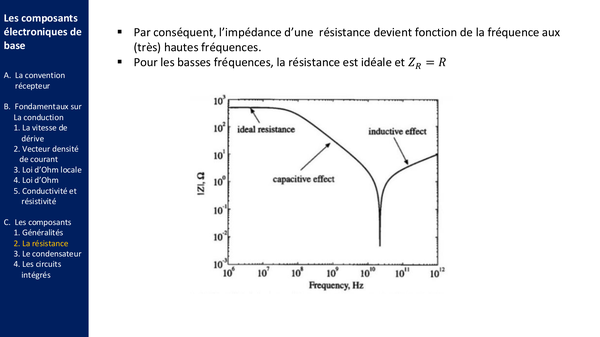 Les composants
électroniques de
base
A. La convention
récepteur
B. Fondamentaux sur
La conduction
1. La vitesse de
dérive
2. Vecteur densité
de courant
3. Loi d'Ohm locale
4. Loi d'Ohm
5. Conductivité et
résistivité
C. Les composants
1. Généralités
2. La résistance
3. Le condensateur
4. Les circuits
intégrés
▪ Par conséquent, l'impédance d'une résistance devient fonction de la fréquence aux
(très) hautes fréquences.
▪ Pour les basses fréquences, la résistance est idéale et Z_R = R
10^3
10^2
10^1
10^0
10^-1
10^-2
10^-3
|Z|, Ω
ideal resistance
inductive effect
capacitive effect
10^6 10^7 10^8 10^9 10^10 10^11 10^12
Frequency, Hz